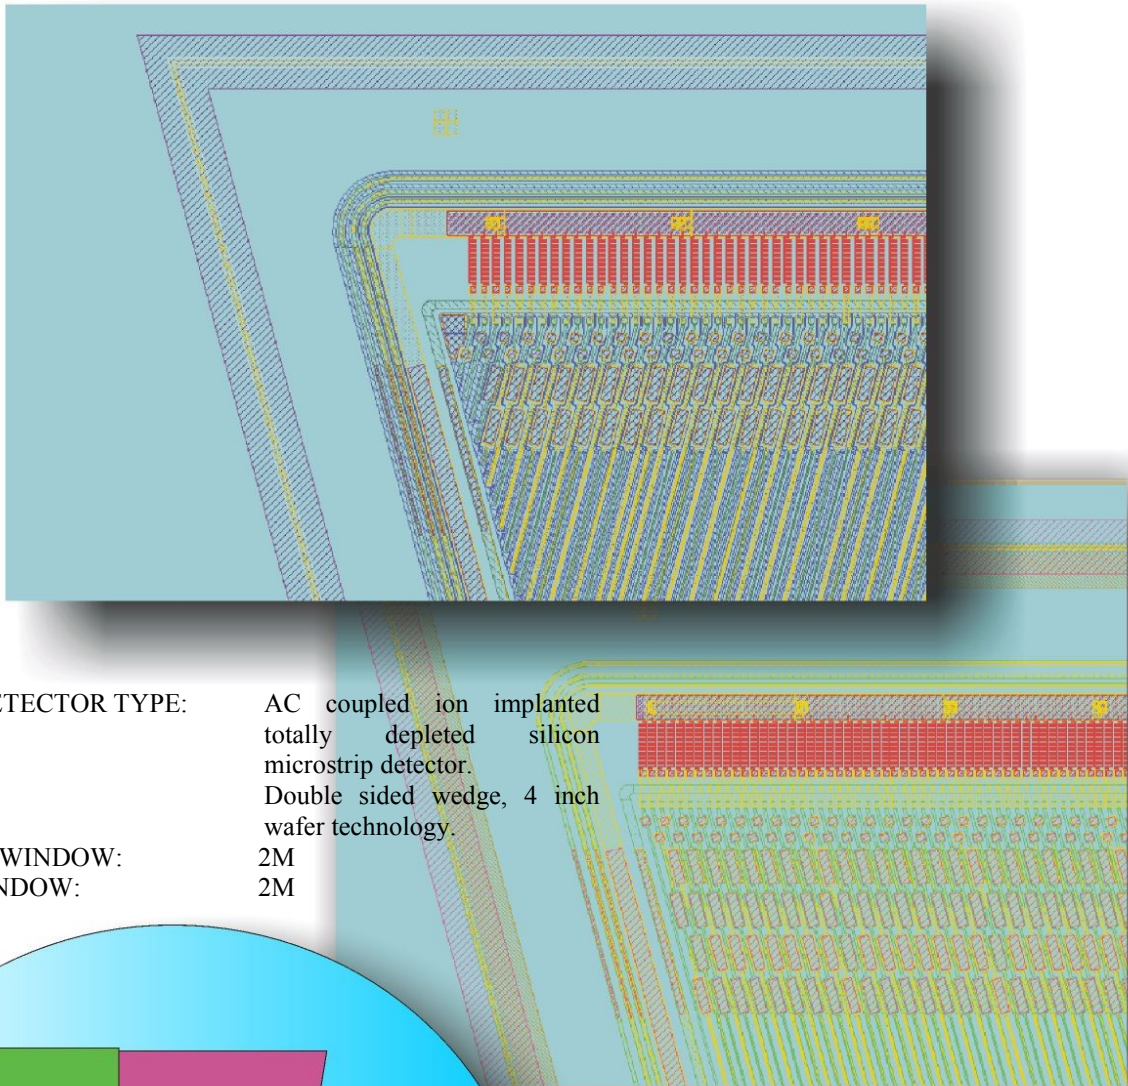 ETECTOR TYPE: AC coupled ion implanted
totally depleted silicon
microstrip detector.
Double sided wedge, 4 inch
wafer technology.
WINDOW: 2M
NDOW: 2M